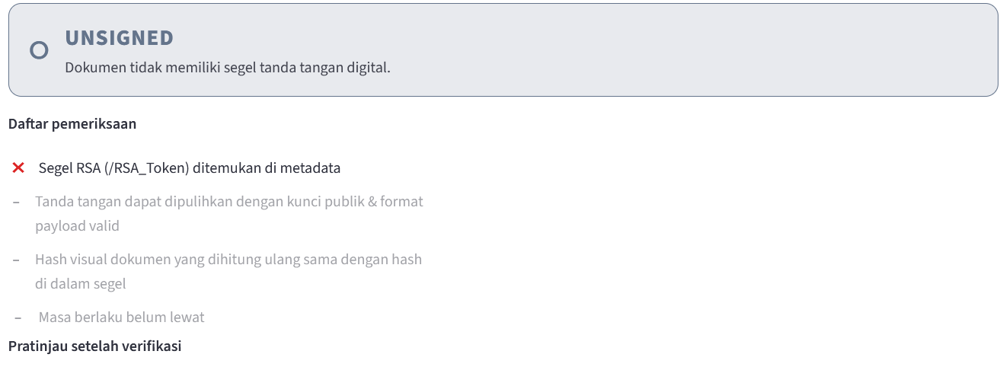 UNSIGNED
Dokumen tidak memiliki segel tanda tangan digital.
Daftar pemeriksaan
✕ Segel RSA (/RSA_Token) ditemukan di metadata
– Tanda tangan dapat dipulihkan dengan kunci publik & format
payload valid
– Hash visual dokumen yang dihitung ulang sama dengan hash
di dalam segel
– Masa berlaku belum lewat
Pratinjau setelah verifikasi